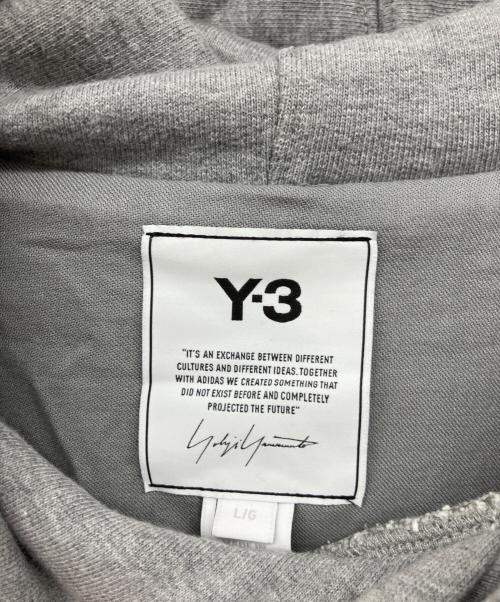 Y-3
"IT'S AN EXCHANGE BETWEEN DIFFERENT
CULTURES AND DIFFERENT IDEAS. TOGETHER
WITH ADIDAS WE CREATED SOMETHING THAT
DID NOT EXIST BEFORE AND COMPLETELY
PROJECTED THE FUTURE"
Yohji Yamamoto
L/G